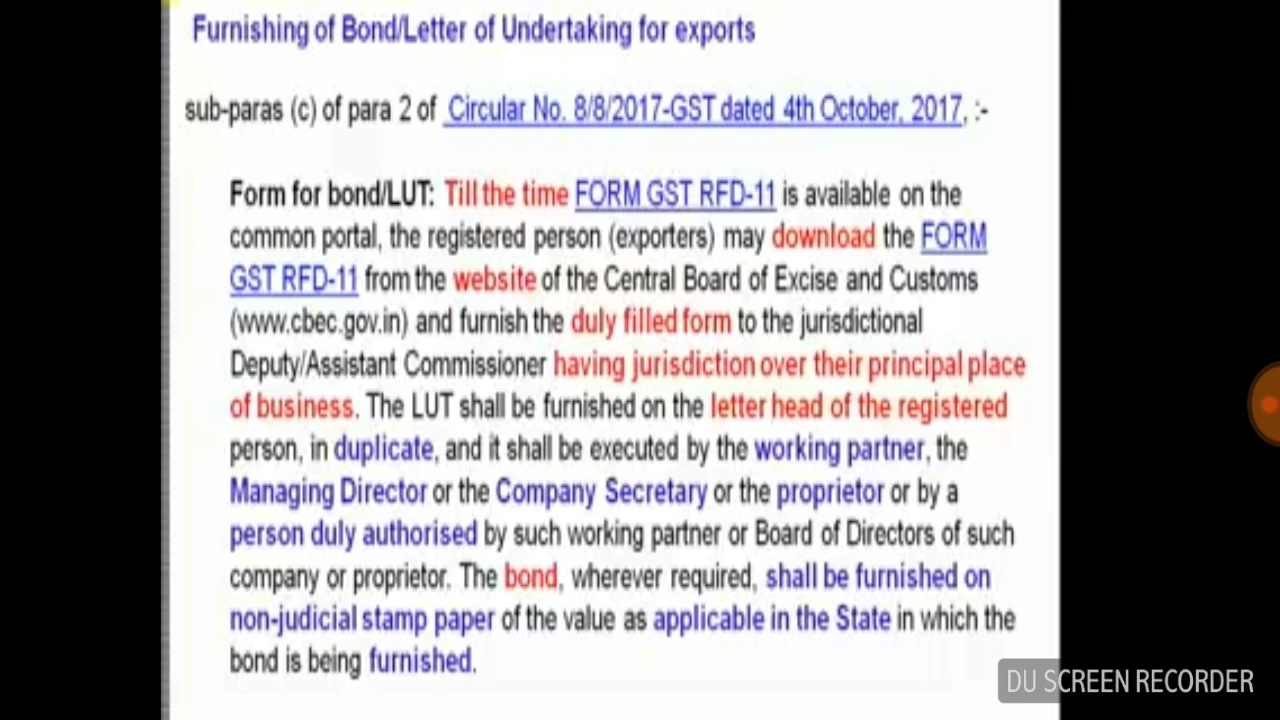 Furnishing of Bond/Letter of Undertaking for exports
sub-paras (c) of para 2 of Circular No. 8/8/2017-GST dated 4th October, 2017, :-
Form for bond/LUT: Till the time FORM GST RFD-11 is available on the
common portal, the registered person (exporters) may download the FORM
GST RFD-11 from the website of the Central Board of Excise and Customs
(www.cbec.gov.in) and furnish the duly filled form to the jurisdictional
Deputy/Assistant Commissioner having jurisdiction over their principal place
of business. The LUT shall be furnished on the letter head of the registered
person, in duplicate, and it shall be executed by the working partner, the
Managing Director or the Company Secretary or the proprietor or by a
person duly authorised by such working partner or Board of Directors of such
company or proprietor. The bond, wherever required, shall be furnished on
non-judicial stamp paper of the value as applicable in the State in which the
bond is being furnished.
DU SCREEN RECORDER